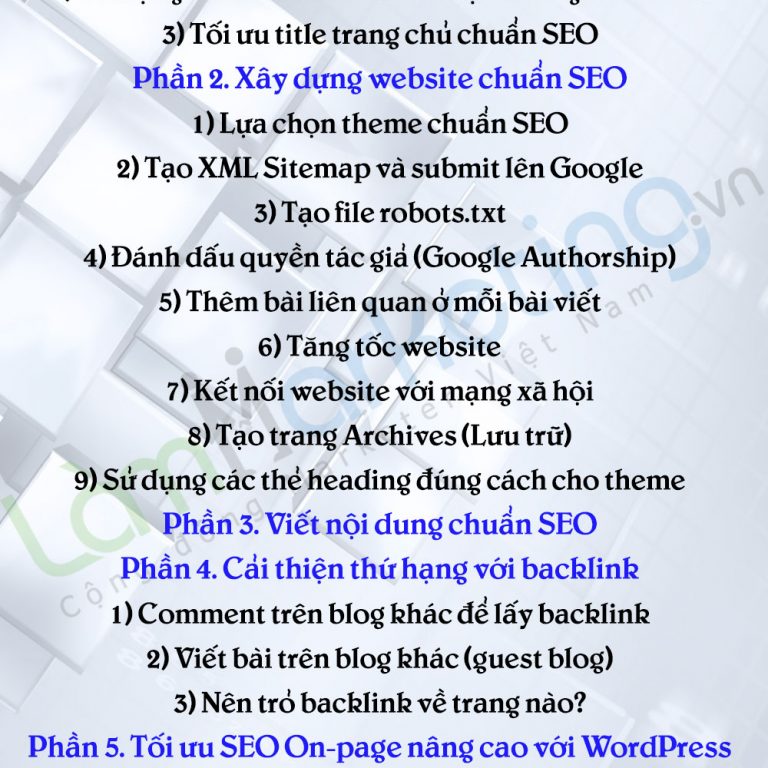 3) Tối ưu title trang chủ chuẩn SEO
Phần 2. Xây dựng website chuẩn SEO
1) Lựa chọn theme chuẩn SEO
2) Tạo XML Sitemap và submit lên Google
3) Tạo file robots.txt
4) Đánh dấu quyền tác giả (Google Authorship)
5) Thêm bài liên quan ở mỗi bài viết
6) Tăng tốc website
7) Kết nối website với mạng xã hội
8) Tạo trang Archives (Lưu trữ)
9) Sử dụng các thẻ heading đúng cách cho theme
Phần 3. Viết nội dung chuẩn SEO
Phần 4. Cải thiện thứ hạng với backlink
1) Comment trên blog khác để lấy backlink
2) Viết bài trên blog khác (guest blog)
3) Nên trỏ backlink về trang nào?
Phần 5. Tối ưu SEO On-page nâng cao với WordPress
LàmMarketing.vn
Cộng đồng Marketer Việt Nam